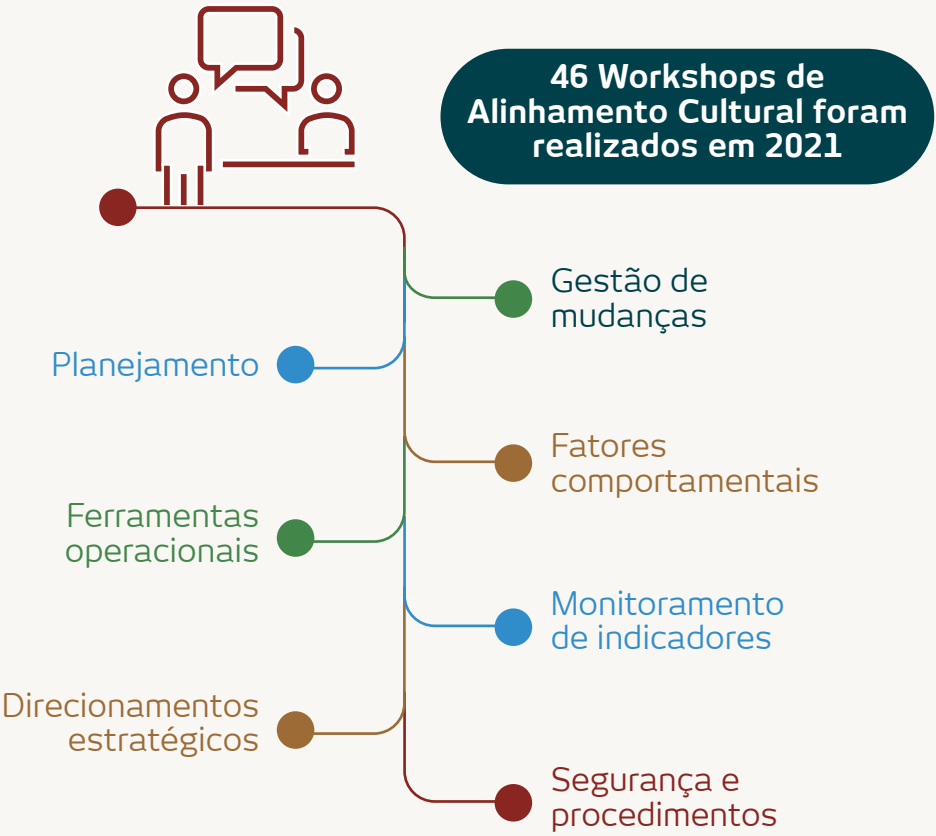 46 Workshops de
Alinhamento Cultural foram
realizados em 2021
Gestão de
mudanças
Planejamento
Fatores
comportamentais
Ferramentas
operacionais
Monitoramento
de indicadores
Direcionamentos
estratégicos
Segurança e
procedimentos